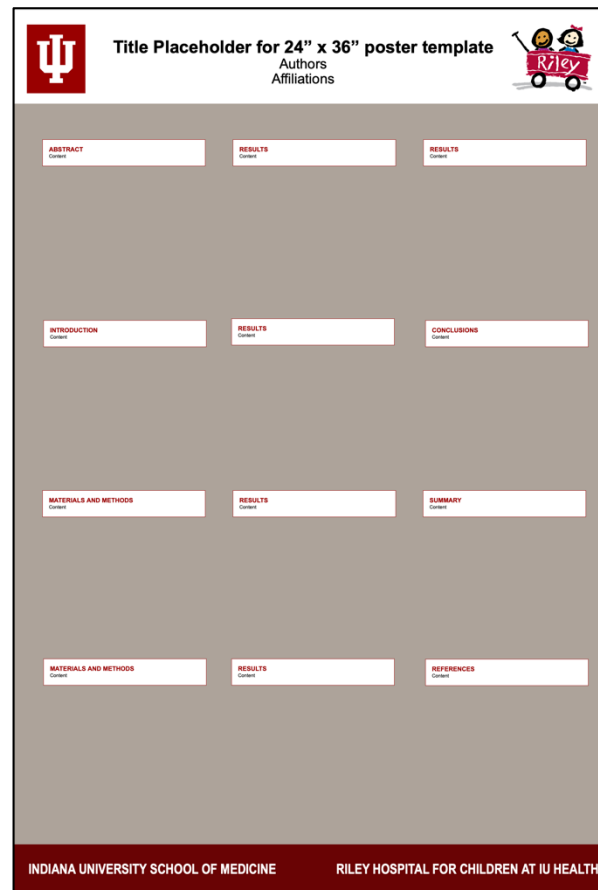 Title Placeholder for 24” x 36” poster template
Authors
Affiliations
Riley
ABSTRACT
Content
RESULTS
Content
RESULTS
Content
INTRODUCTION
Content
RESULTS
Content
CONCLUSIONS
Content
MATERIALS AND METHODS
Content
RESULTS
Content
SUMMARY
Content
MATERIALS AND METHODS
Content
RESULTS
Content
REFERENCES
Content
INDIANA UNIVERSITY SCHOOL OF MEDICINE
RILEY HOSPITAL FOR CHILDREN AT IU HEALTH